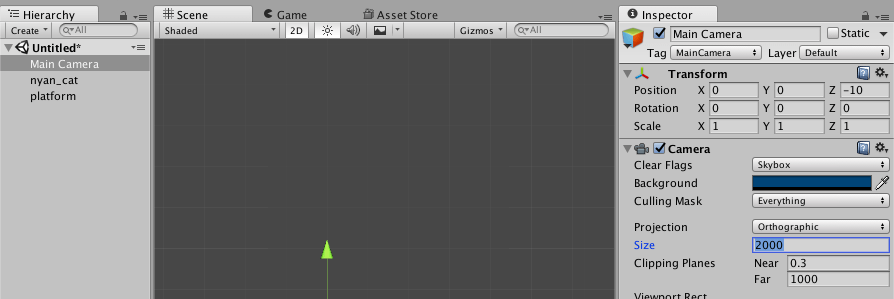 Hierarchy
Create All
Untitled*
Main Camera
nyan_cat
platform
Scene Game Asset Store
Shaded 2D Gizmos All
Inspector
Main Camera Static
Tag MainCamera Layer Default
Transform
Position X 0 Y 0 Z -10
Rotation X 0 Y 0 Z 0
Scale X 1 Y 1 Z 1
Camera
Clear Flags Skybox
Background
Culling Mask Everything
Projection Orthographic
Size 2000
Clipping Planes Near 0.3
Far 1000
Viewport Rect